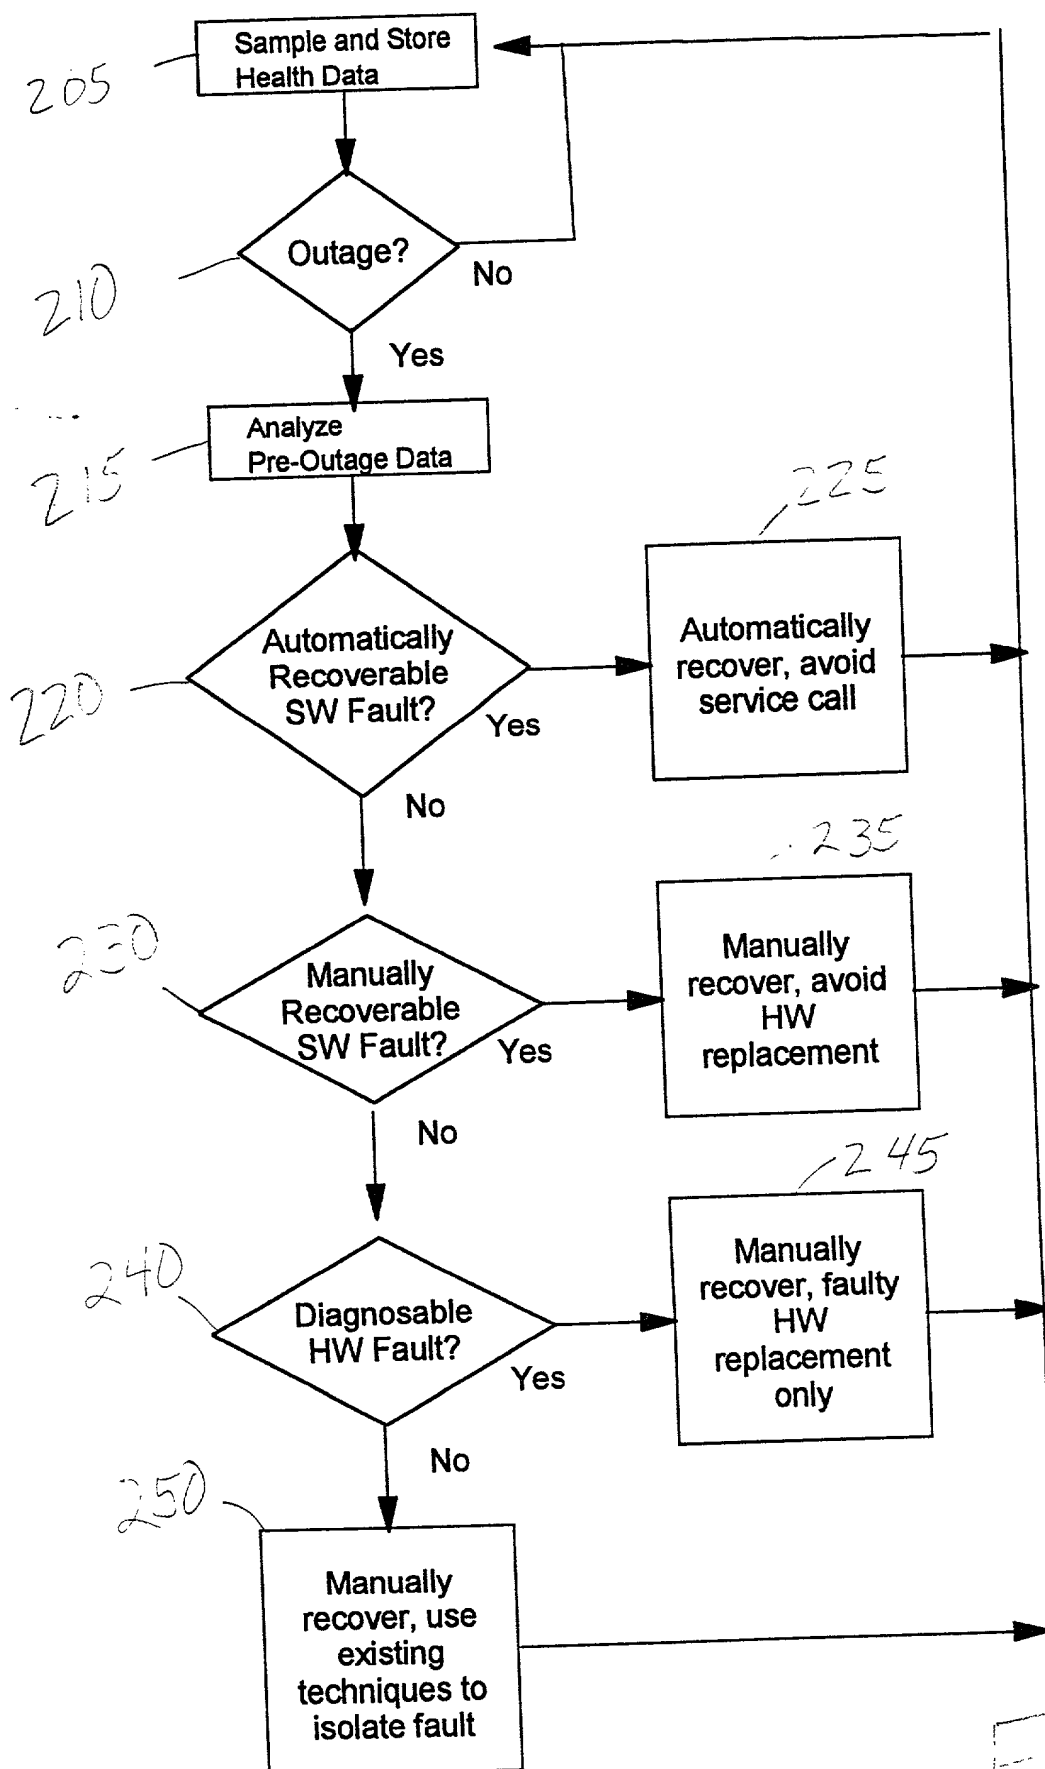 Sample and Store
Health Data
205
Outage?
210
No
Yes
Analyze
Pre-Outage Data
215
225
Automatically
Recoverable
SW Fault?
220
Yes
Automatically
recover, avoid
service call
No
235
230
Manually
Recoverable
SW Fault?
Yes
Manually
recover, avoid
HW
replacement
No
245
240
Diagnosable
HW Fault?
Yes
Manually
recover, faulty
HW
replacement
only
No
250
Manually
recover, use
existing
techniques to
isolate fault